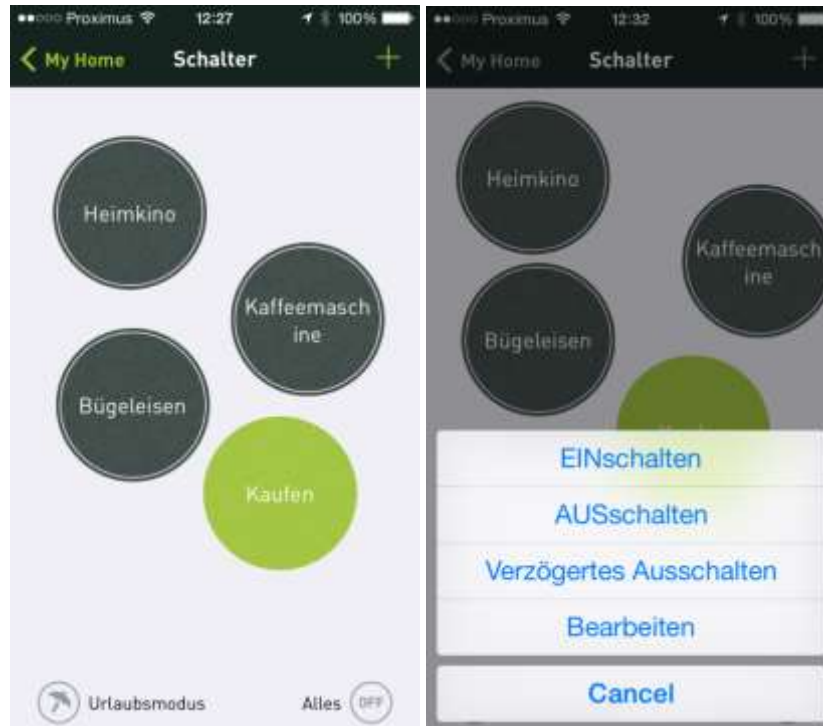 Proximus 12:27 100%
My Home Schalter +
Heimkino
Kaffeemasch
ine
Bügeleisen
Kaufen
Urlaubsmodus Alles OFF
Proximus 12:32 100%
My Home Schalter +
Heimkino
Kaffeemasch
ine
Bügeleisen
EINschalten
AUSschalten
Verzögertes Ausschalten
Bearbeiten
Cancel